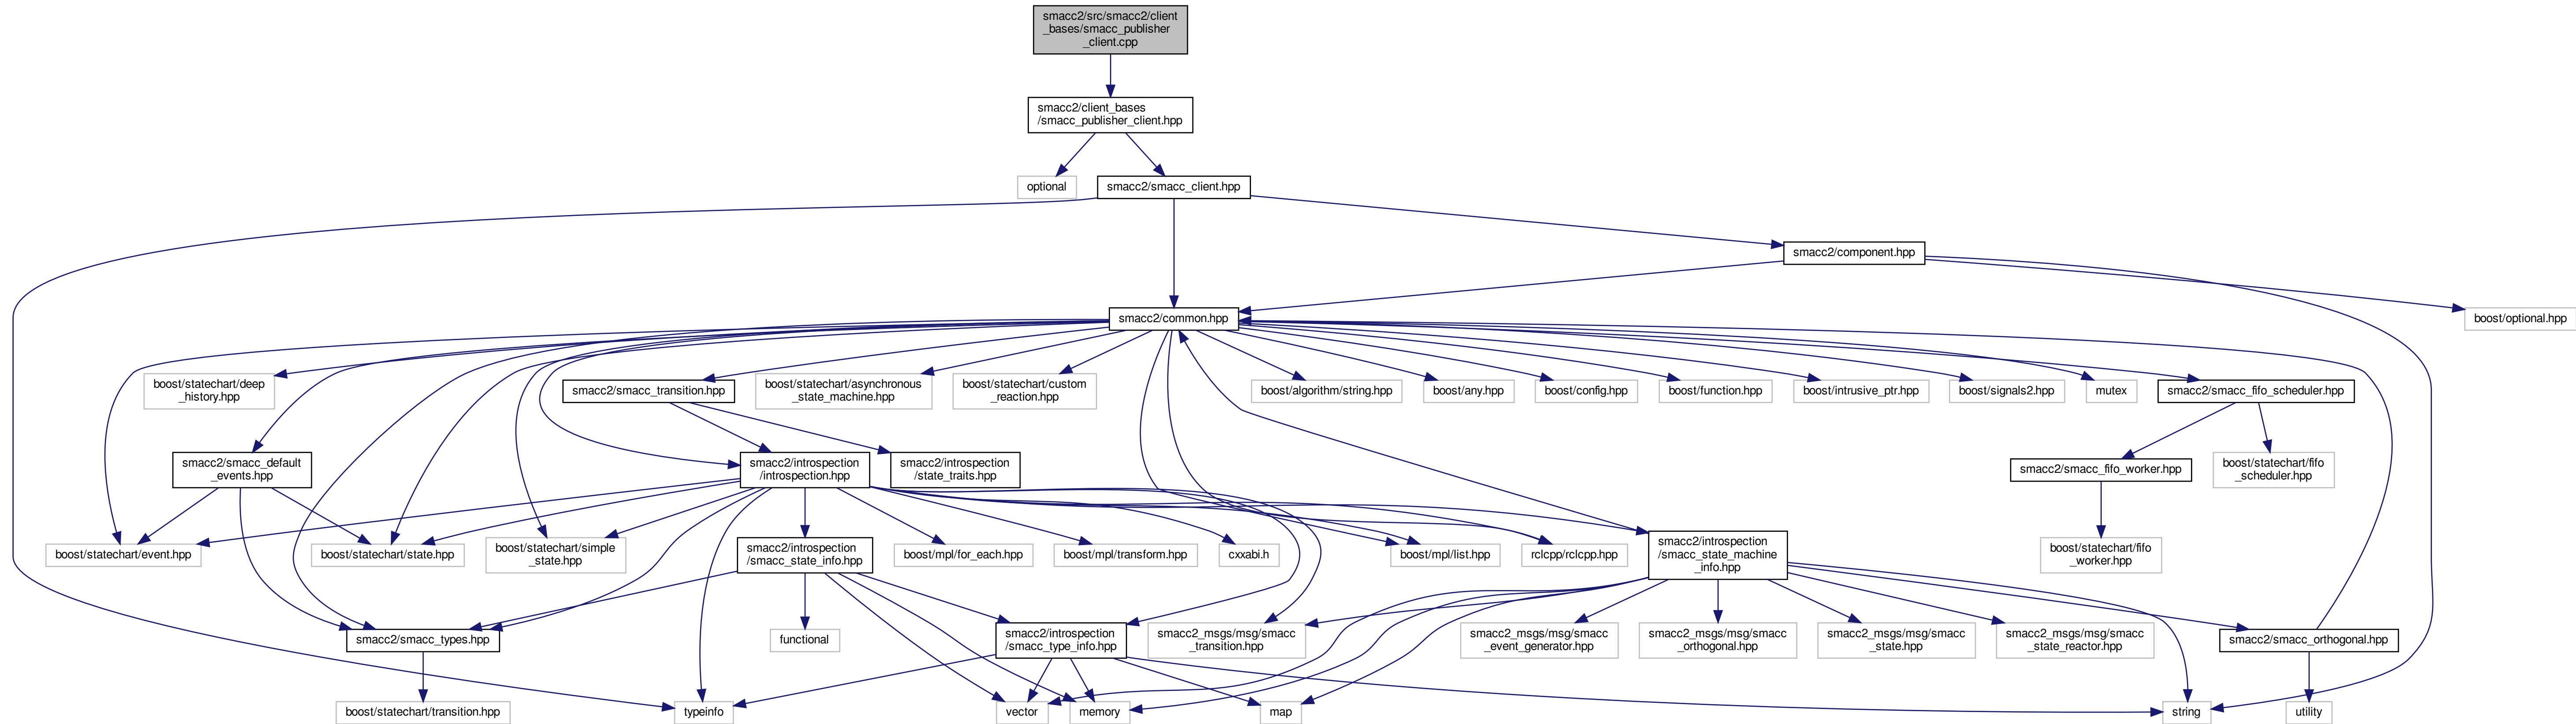 smacc2/src/smacc2/client
_bases/smacc_publisher
_client.cpp
smacc2/client_bases
/smacc_publisher_client.hpp
optional
smacc2/smacc_client.hpp
smacc2/component.hpp
smacc2/common.hpp
boost/optional.hpp
boost/statechart/deep
_history.hpp
smacc2/smacc_transition.hpp
boost/statechart/asynchronous
_state_machine.hpp
boost/statechart/custom
_reaction.hpp
boost/algorithm/string.hpp
boost/any.hpp
boost/config.hpp
boost/function.hpp
boost/intrusive_ptr.hpp
boost/signals2.hpp
mutex
smacc2/smacc_fifo_scheduler.hpp
smacc2/smacc_default
_events.hpp
smacc2/introspection
/introspection.hpp
smacc2/introspection
/state_traits.hpp
smacc2/smacc_fifo_worker.hpp
boost/statechart/fifo
_scheduler.hpp
boost/statechart/event.hpp
boost/statechart/state.hpp
boost/statechart/simple
_state.hpp
smacc2/introspection
/smacc_state_info.hpp
boost/mpl/for_each.hpp
boost/mpl/transform.hpp
cxxabi.h
boost/mpl/list.hpp
rclcpp/rclcpp.hpp
smacc2/introspection
/smacc_state_machine
_info.hpp
boost/statechart/fifo
_worker.hpp
smacc2/smacc_types.hpp
functional
smacc2/introspection
/smacc_type_info.hpp
smacc2_msgs/msg/smacc
_transition.hpp
smacc2_msgs/msg/smacc
_event_generator.hpp
smacc2_msgs/msg/smacc
_orthogonal.hpp
smacc2_msgs/msg/smacc
_state.hpp
smacc2_msgs/msg/smacc
_state_reactor.hpp
smacc2/smacc_orthogonal.hpp
boost/statechart/transition.hpp
typeinfo
vector
memory
map
string
utility